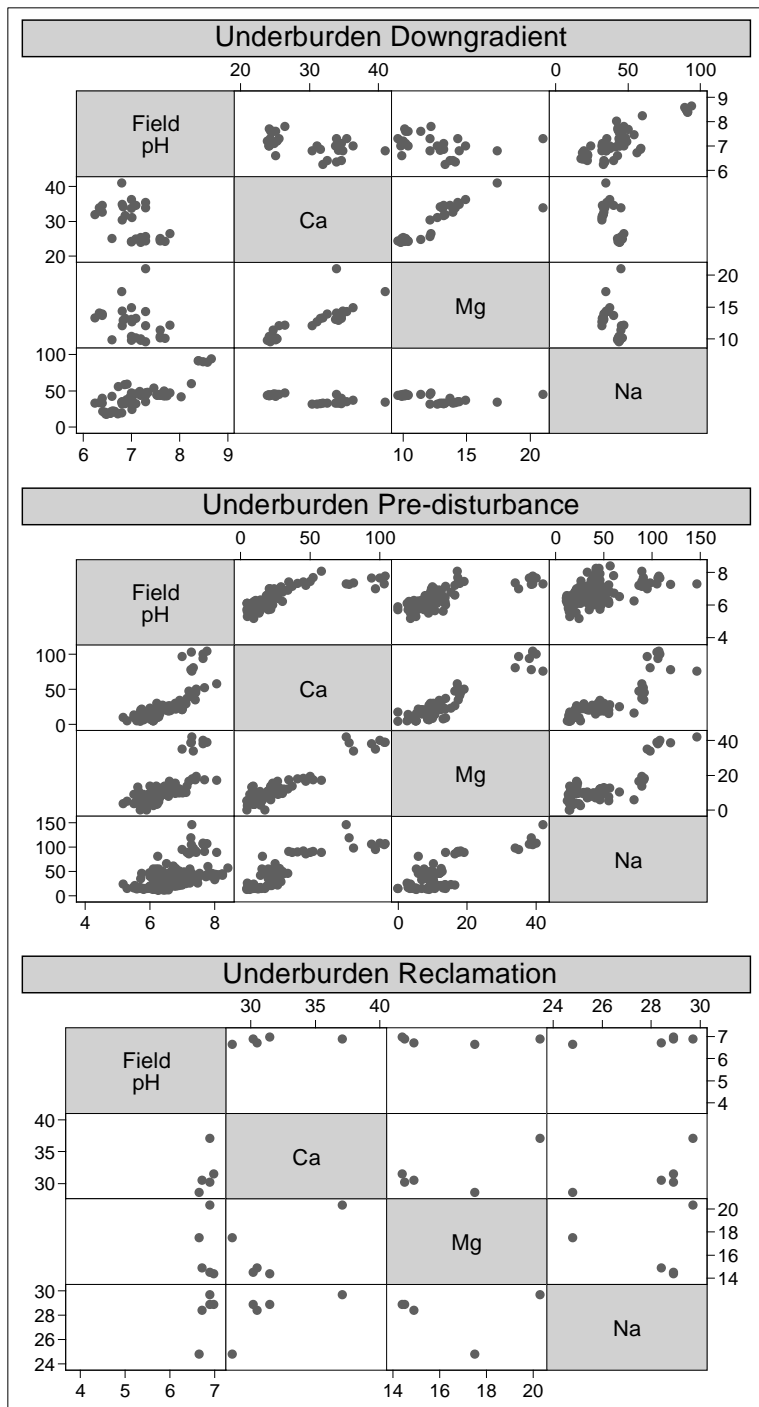 Underburden Downgradient
20 30 40
0 50 100
Field
pH
9
8
7
6
40
30
20
Ca
Mg
20
15
10
100
50
0
Na
6 7 8 9
10 15 20
Underburden Pre-disturbance
0 50 100
0 50 100 150
Field
pH
8
6
4
100
50
0
Ca
Mg
40
20
0
150
100
50
0
Na
4 6 8
0 20 40
Underburden Reclamation
30 35 40
24 26 28 30
Field
pH
7
6
5
4
40
35
30
Ca
Mg
20
18
16
14
30
28
26
24
Na
4 5 6 7
14 16 18 20